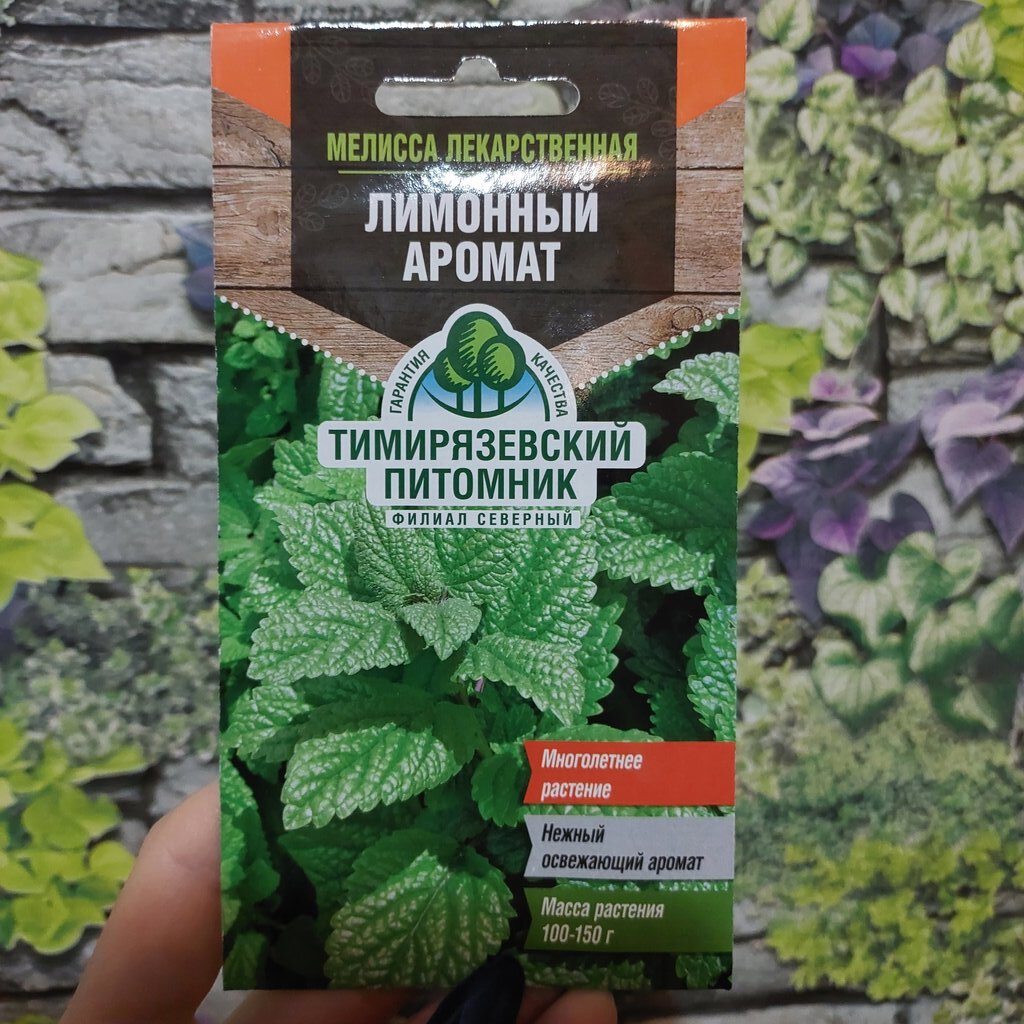 МЕЛИССА ЛЕКАРСТВЕННАЯ
ЛИМОННЫЙ
АРОМАТ
ГАРАНТИЯ КАЧЕСТВА
ТИМИРЯЗЕВСКИЙ
ПИТОМНИК
ФИЛИАЛ СЕВЕРНЫЙ
Многолетнее
растение
Нежный
освежающий аромат
Масса растения
100-150 г